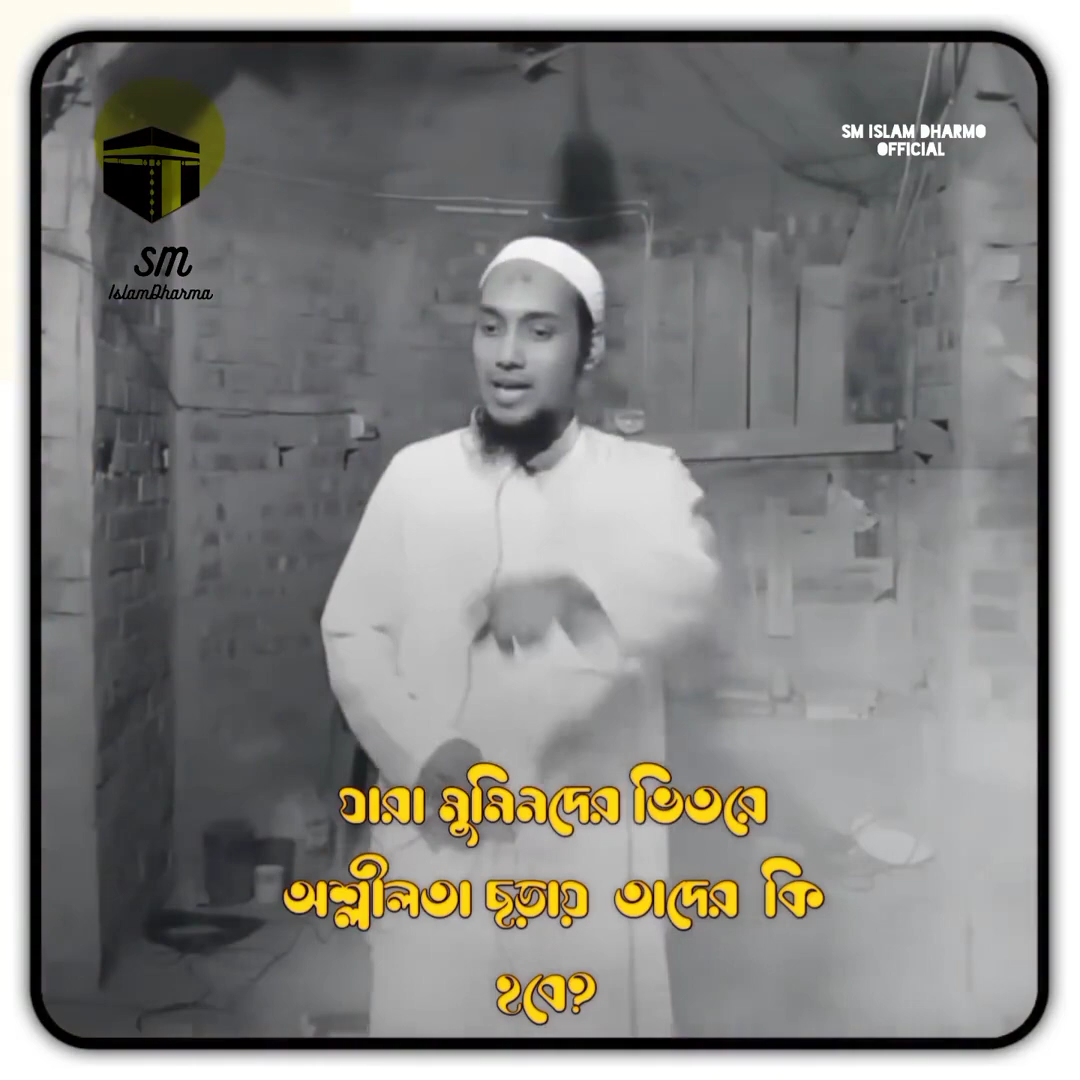 SM ISLAM DHARMO
OFFICIAL
SM
IslamDharma
যারা মুমিনদের ভিতরে
অশ্লীলতা ছড়ায় তাদের কি
হবে?